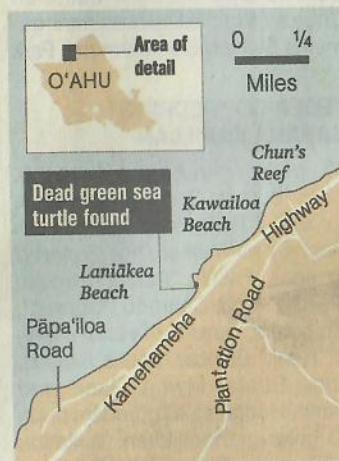 Area of
detail
O‘AHU
0 ¼
Miles
Chun's
Reef
Dead green sea
turtle found
Kawailoa
Beach
Highway
Laniākea
Beach
Pāpa‘iloa
Road
Kamehameha
Plantation Road